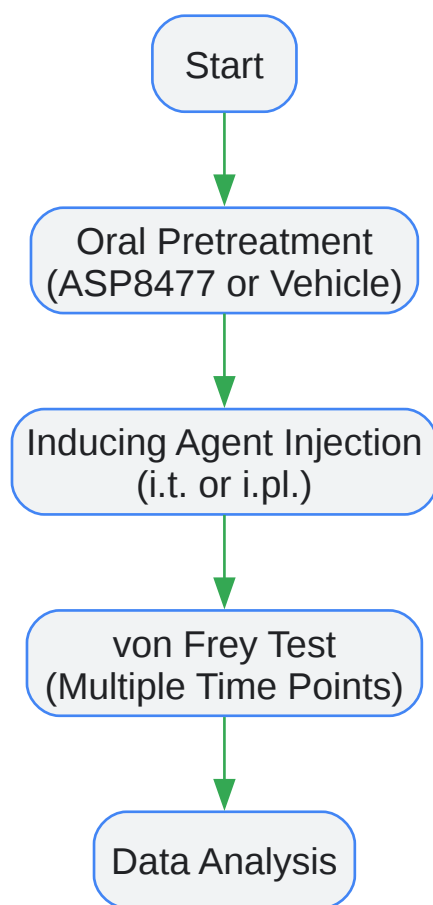 Start
Oral Pretreatment
(ASP8477 or Vehicle)
Inducing Agent Injection
(i.t. or i.pl.)
von Frey Test
(Multiple Time Points)
Data Analysis